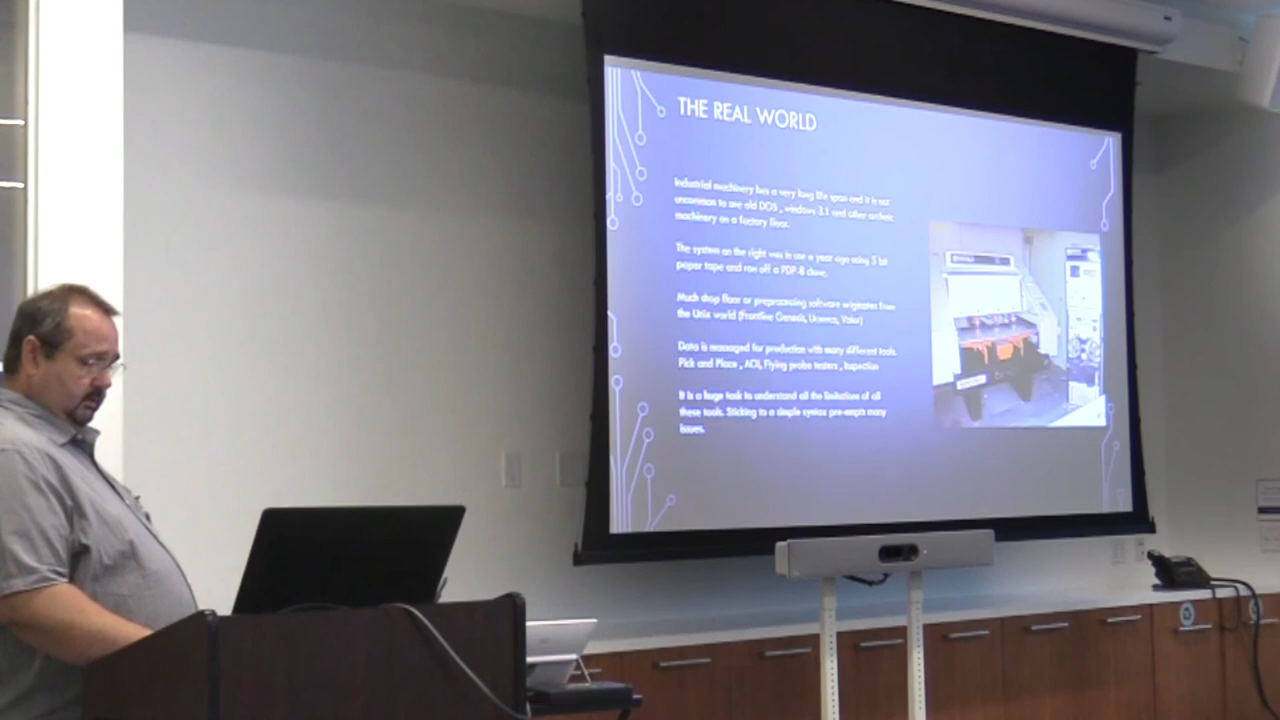 THE REAL WORLD
Industrial machinery has a very long life span and it is not
uncommon to see old DOS , windows 3.1 and other archaic
machinery on a factory floor.
The system on the right was in use a year ago using 5 bit
paper tape and ran off a PDP-8 clone.
Much shop floor or preprocessing software originates from
the Unix world (Frontline Genesis, Ucamco, Valor)
Data is massaged for production with many different tools.
Pick and Place , AOI, Flying probe testers , Inspection
It is a huge task to understand all the limitations of all
these tools. Sticking to a simple syntax pre-empts many
issues.